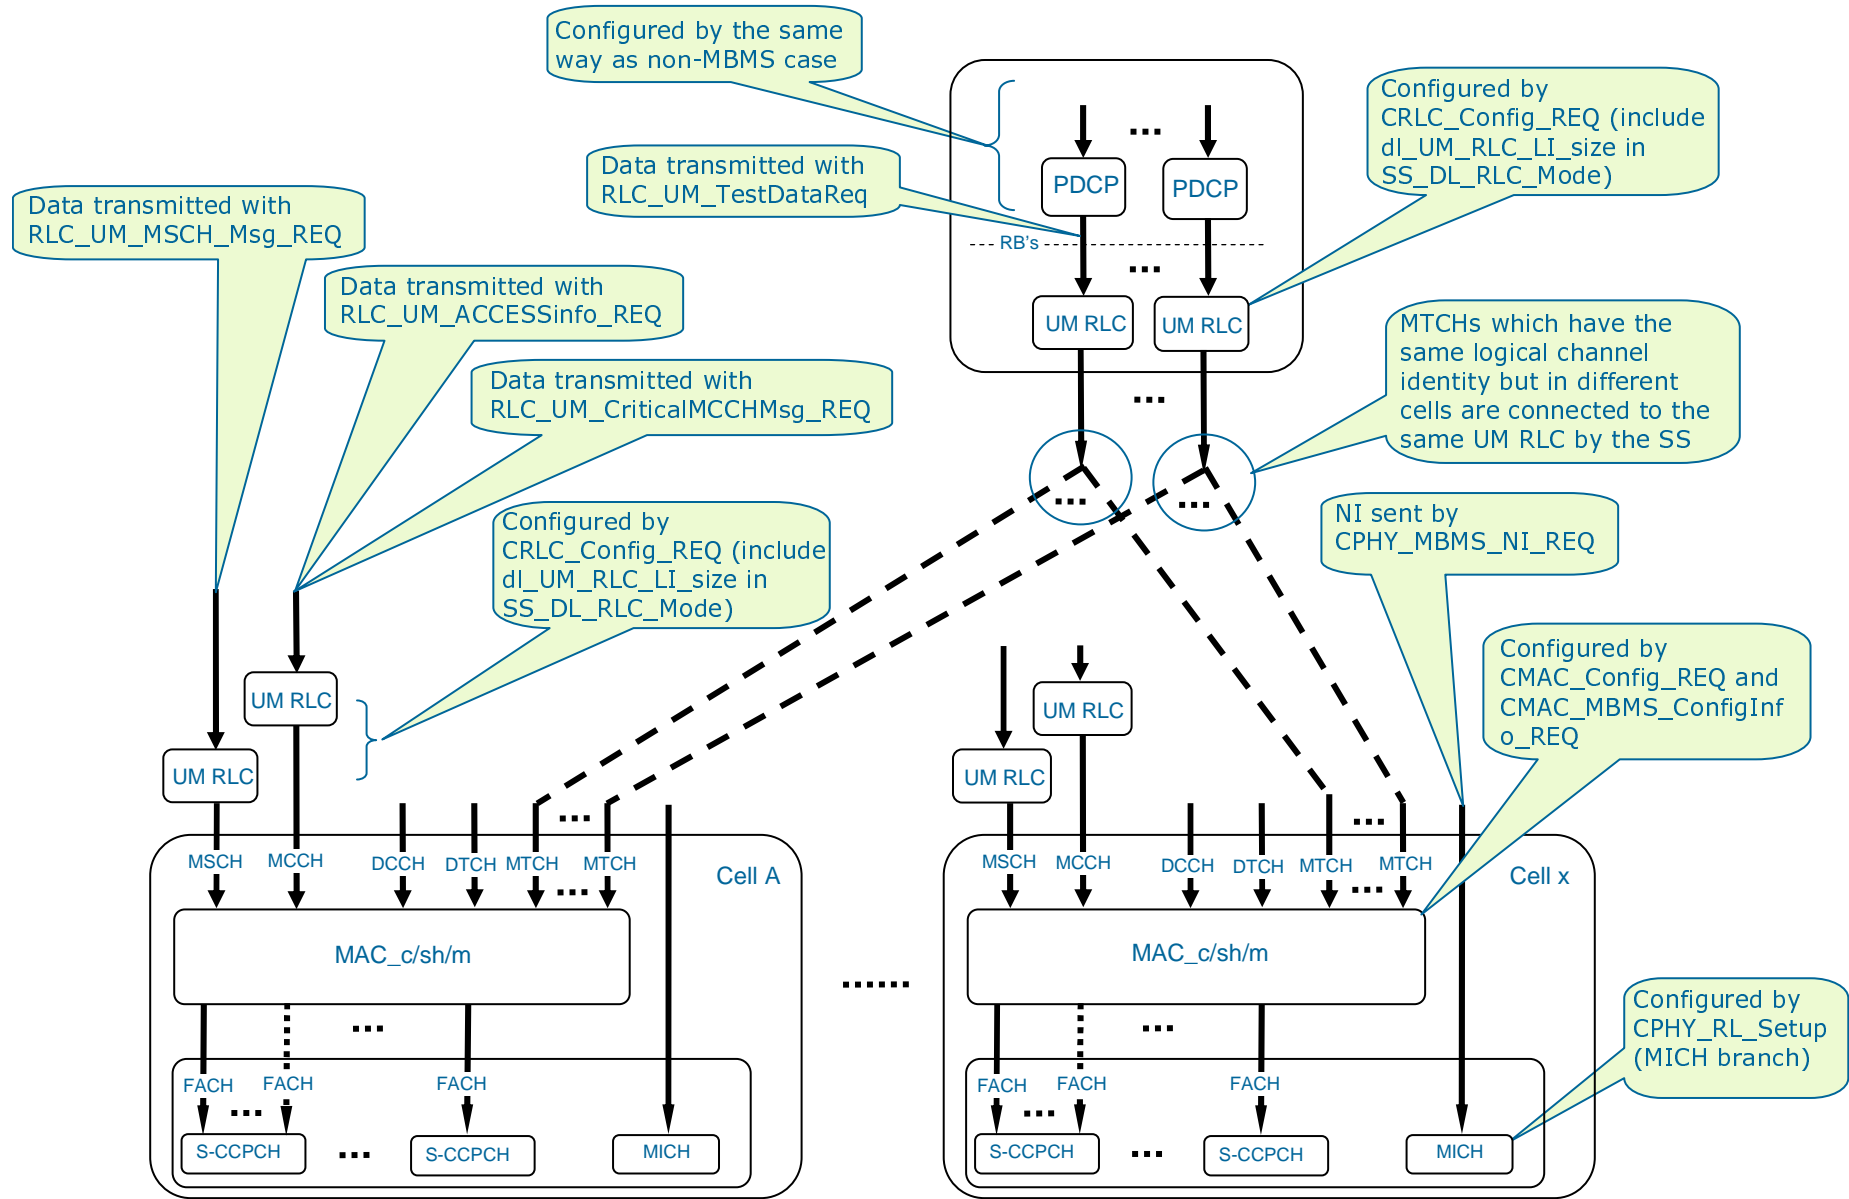 Configured by the same
way as non-MBMS case
Configured by
CRLC_Config_REQ (include
dl_UM_RLC_LI_size in
SS_DL_RLC_Mode)
Data transmitted with
RLC_UM_TestDataReq
PDCP
PDCP
Data transmitted with
RLC_UM_MSCH_Msg_REQ
RB's
Data transmitted with
RLC_UM_ACCESSinfo_REQ
UM RLC
UM RLC
MTCHs which have the
same logical channel
identity but in different
cells are connected to the
same UM RLC by the SS
Data transmitted with
RLC_UM_CriticalMCCHMsg_REQ
Configured by
CRLC_Config_REQ (include
dl_UM_RLC_LI_size in
SS_DL_RLC_Mode)
NI sent by
CPHY_MBMS_NI_REQ
Configured by
CMAC_Config_REQ and
CMAC_MBMS_ConfigInf
o_REQ
UM RLC
UM RLC
UM RLC
UM RLC
MSCH
MCCH
DCCH
DTCH
MTCH
MTCH
Cell A
MSCH
MCCH
DCCH
DTCH
MTCH
MTCH
Cell x
MAC_c/sh/m
MAC_c/sh/m
Configured by
CPHY_RL_Setup
(MICH branch)
FACH
FACH
FACH
FACH
FACH
FACH
S-CCPCH
S-CCPCH
MICH
S-CCPCH
S-CCPCH
MICH